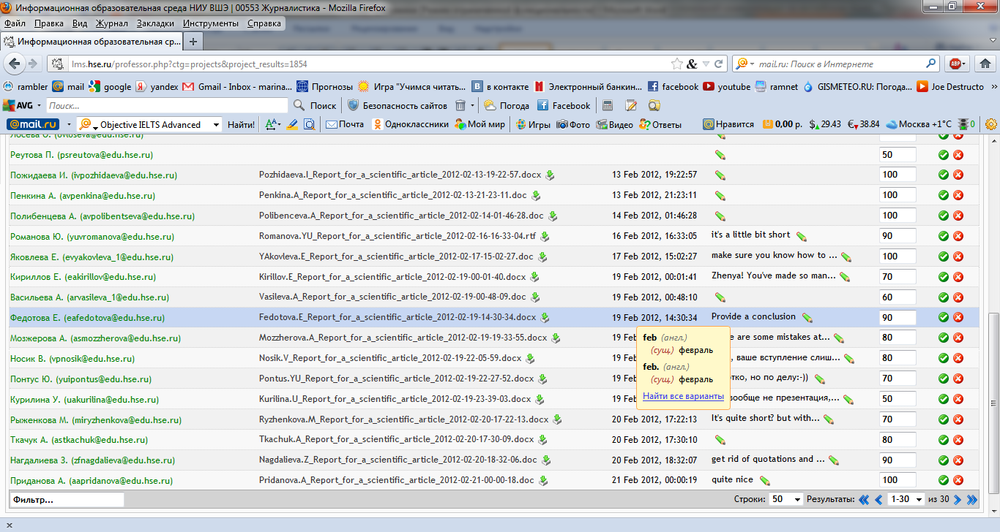 Информационная образовательная среда НИУ ВШЭ | 00553 Журналистика - Mozilla Firefox
Файл Правка Вид Журнал Закладки Инструменты Справка
Информационная образовательная ср... +
lms.hse.ru/professor.php?ctg=projects&project_results=1854 & mail.ru: Поиск в Интернете ABP
rambler mail google yandex Gmail - Inbox - marina... Прогнозы Игра "Учимся читать... в контакте Электронный банкин... facebook youtube ramnet GISMETEO.RU: Погода... Joe Destructo »
AVG Поиск... Поиск Безопасность сайтов Погода Facebook
@mail.ru Objective IELTS Advanced Найти! Почта Одноклассники Мой мир Игры Фото Видео Ответы Нравится 0,00 р. $ 29.43 € 38.84 Москва +1°C 0
Реутова П. (psreutova@edu.hse.ru) 50
Пожидаева И. (ivpozhidaeva@edu.hse.ru) Pozhidaeva.I_Report_for_a_scientific_article_2012-02-13-19-22-57.docx 13 Feb 2012, 19:22:57 100
Пенкина А. (avpenkina@edu.hse.ru) Penkina.A_Report_for_a_scientific_article_2012-02-13-21-23-11.doc 13 Feb 2012, 21:23:11 100
Полибенцева А. (avpolibentseva@edu.hse.ru) Polibenceva.A_Report_for_a_scientific_article_2012-02-14-01-46-28.doc 14 Feb 2012, 01:46:28 100
Романова Ю. (yuvromanova@edu.hse.ru) Romanova.YU_Report_for_a_scientific_article_2012-02-16-16-33-04.rtf 16 Feb 2012, 16:33:05 it's a little bit short 90
Яковлева Е. (evyakovleva_1@edu.hse.ru) YAkovleva.E_Report_for_a_scientific_article_2012-02-17-15-02-27.doc 17 Feb 2012, 15:02:27 make sure you know how to ... 100
Кириллов Е. (eakirillov@edu.hse.ru) Kirillov.E_Report_for_a_scientific_article_2012-02-19-00-01-40.docx 19 Feb 2012, 00:01:41 Zhenya! You've made so man... 70
Васильева А. (arvasileva_1@edu.hse.ru) Vasileva.A_Report_for_a_scientific_article_2012-02-19-00-48-09.doc 19 Feb 2012, 00:48:10 60
Федотова Е. (eafedotova@edu.hse.ru) Fedotova.E_Report_for_a_scientific_article_2012-02-19-14-30-34.docx 19 Feb 2012, 14:30:34 Provide a conclusion 90
Мозжерова А. (asmozzherova@edu.hse.ru) Mozzherova.A_Report_for_a_scientific_article_2012-02-19-19-33-55.docx 19 Feb e are some mistakes at... 80
Носик В. (vpnosik@edu.hse.ru) Nosik.V_Report_for_a_scientific_article_2012-02-19-22-05-59.docx 19 Feb , ваше вступление слиш... 80
Понтус Ю. (yuipontus@edu.hse.ru) Pontus.YU_Report_for_a_scientific_article_2012-02-19-22-27-52.docx 19 Feb отко, но по делу:-)) 70
Курилина У. (uakurilina@edu.hse.ru) Kurilina.U_Report_for_a_scientific_article_2012-02-19-23-39-03.docx 19 Feb вообще не презентация,... 50
feb (англ.)
(сущ.) февраль
feb. (англ.)
(сущ.) февраль
Найти все варианты
Рыженкова М. (miryzhenkova@edu.hse.ru) Ryzhenkova.M_Report_for_a_scientific_article_2012-02-20-17-22-13.docx 20 Feb 2012, 17:22:13 It's quite short? but with... 70
Ткачук А. (astkachuk@edu.hse.ru) Tkachuk.A_Report_for_a_scientific_article_2012-02-20-17-30-09.docx 20 Feb 2012, 17:30:10 80
Нагдалиева З. (zfnagdalieva@edu.hse.ru) Nagdalieva.Z_Report_for_a_scientific_article_2012-02-20-18-32-06.doc 20 Feb 2012, 18:32:07 get rid of quotations and ... 90
Приданова А. (aapridanova@edu.hse.ru) Pridanova.A_Report_for_a_scientific_article_2012-02-21-00-00-18.doc 21 Feb 2012, 00:00:19 quite nice 100
Фильтр... Строки: 50 Результаты: 1-30 из 30